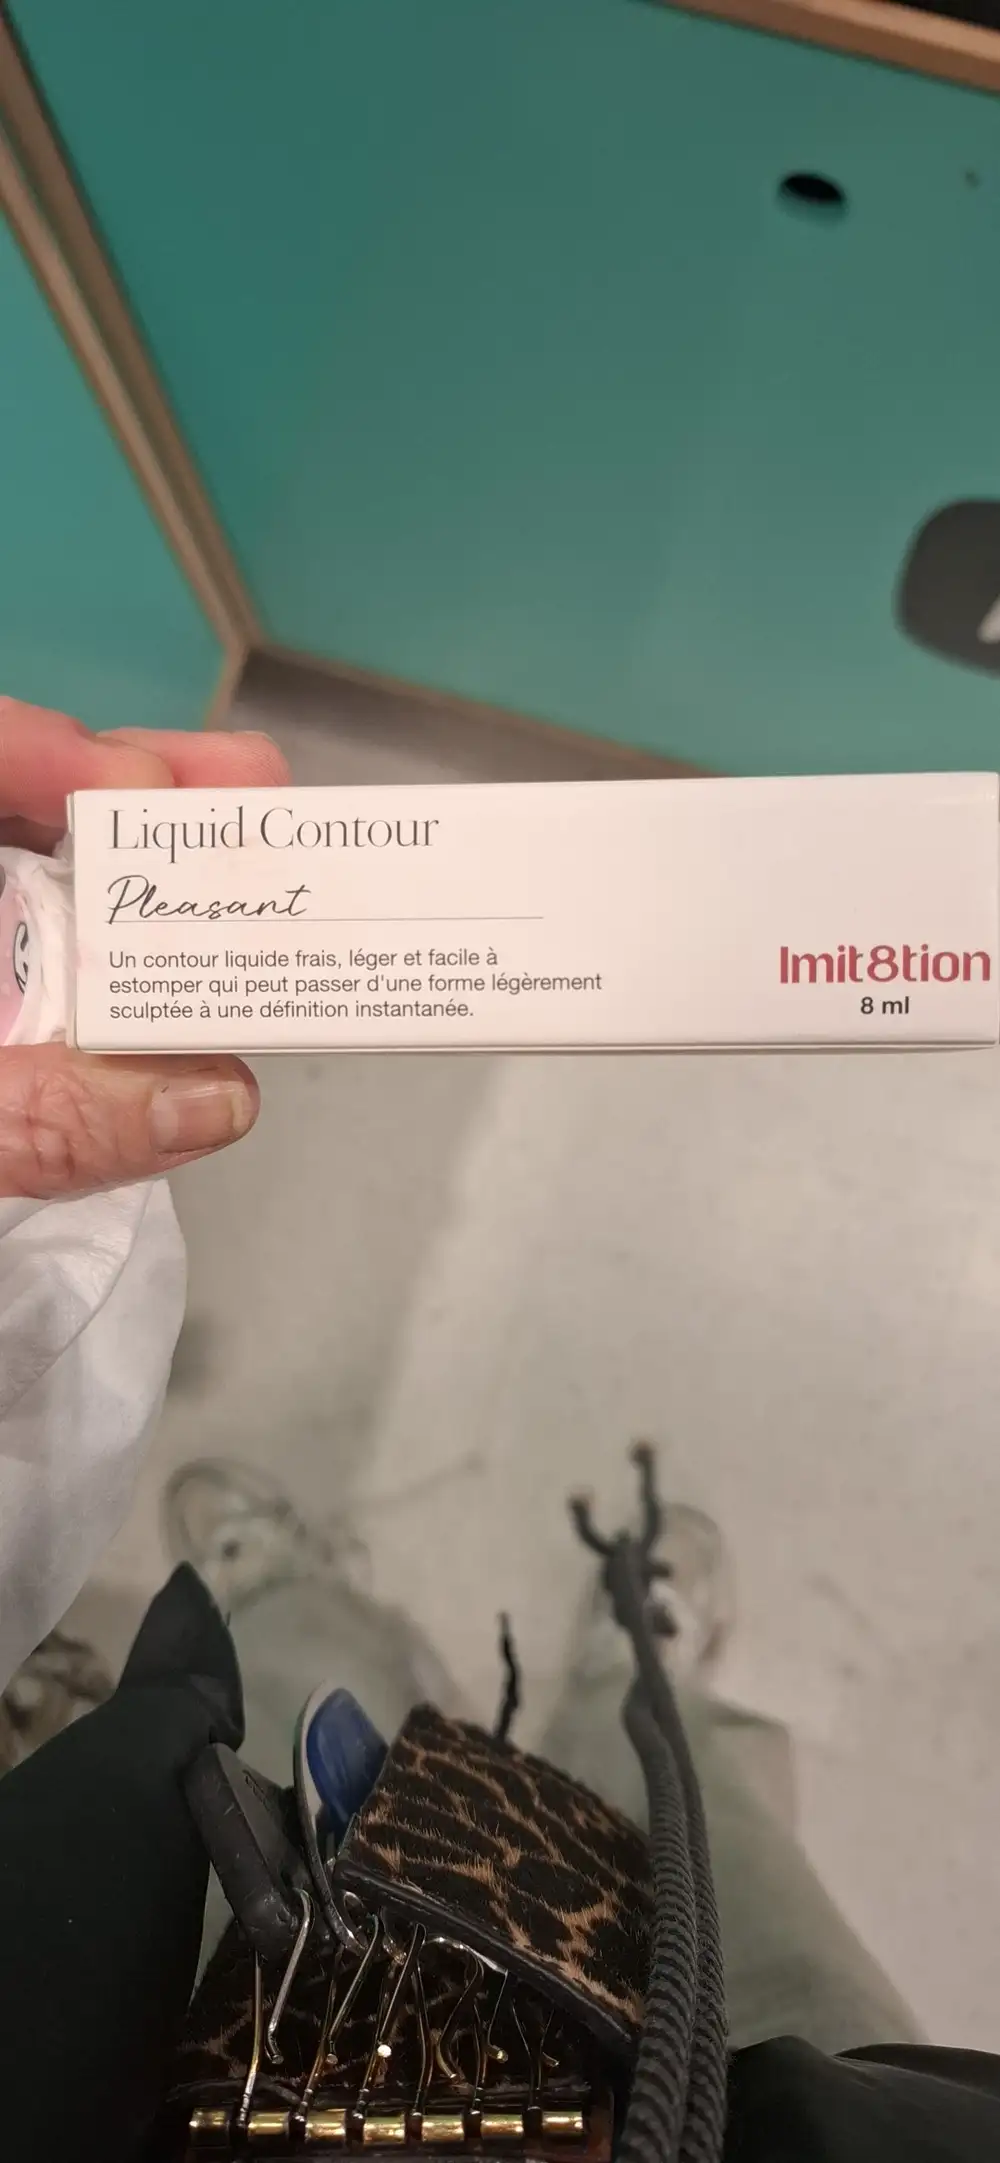 Liquid Contour
Pleasant
Un contour liquide frais, léger et facile à
estomper qui peut passer d'une forme légèrement
sculptée à une définition instantanée.
Imit8tion
8 ml